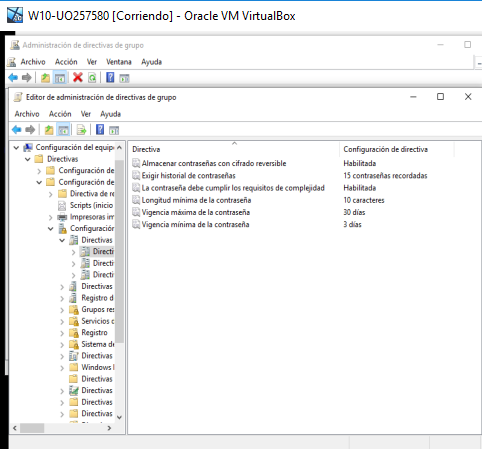 W10-UO257580 [Corriendo] - Oracle VM VirtualBox
Administración de directivas de grupo
Archivo Acción Ver Ventana Ayuda
Editor de administración de directivas de grupo
Archivo Acción Ver Ayuda
Configuración del equip
Directivas
Configuración de
Configuración de
Directiva de r
Scripts (inicio
Impresoras im
Configuración
Directivas
Directi
Directi
Directi
Directivas
Registro d
Grupos res
Servicios d
Registro
Sistema de
Directivas
Windows
Directivas
Directivas
Directivas
Directivas
Directiva Configuración de directiva
Almacenar contraseñas con cifrado reversible Habilitada
Exigir historial de contraseñas 15 contraseñas recordadas
La contraseña debe cumplir los requisitos de complejidad Habilitada
Longitud mínima de la contraseña 10 caracteres
Vigencia máxima de la contraseña 30 días
Vigencia mínima de la contraseña 3 días